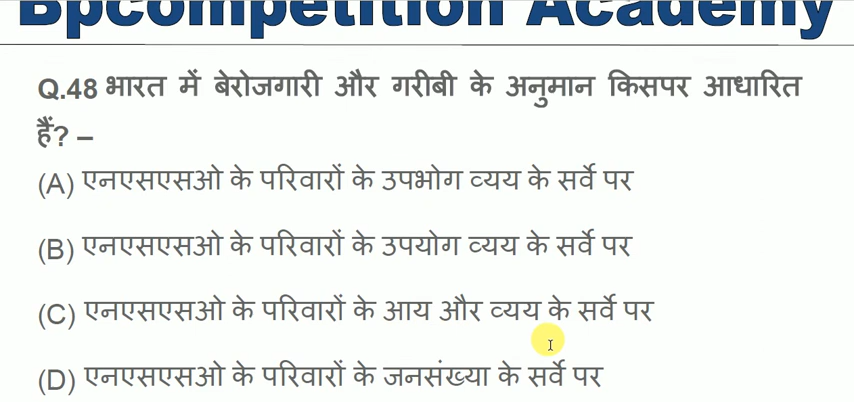 Bpcompetition Academy
Q.48 भारत में बेरोजगारी और गरीबी के अनुमान किसपर आधारित
हैं? –
(A) एनएसएसओ के परिवारों के उपभोग व्यय के सर्वे पर
(B) एनएसएसओ के परिवारों के उपयोग व्यय के सर्वे पर
(C) एनएसएसओ के परिवारों के आय और व्यय के सर्वे पर
(D) एनएसएसओ के परिवारों के जनसंख्या के सर्वे पर